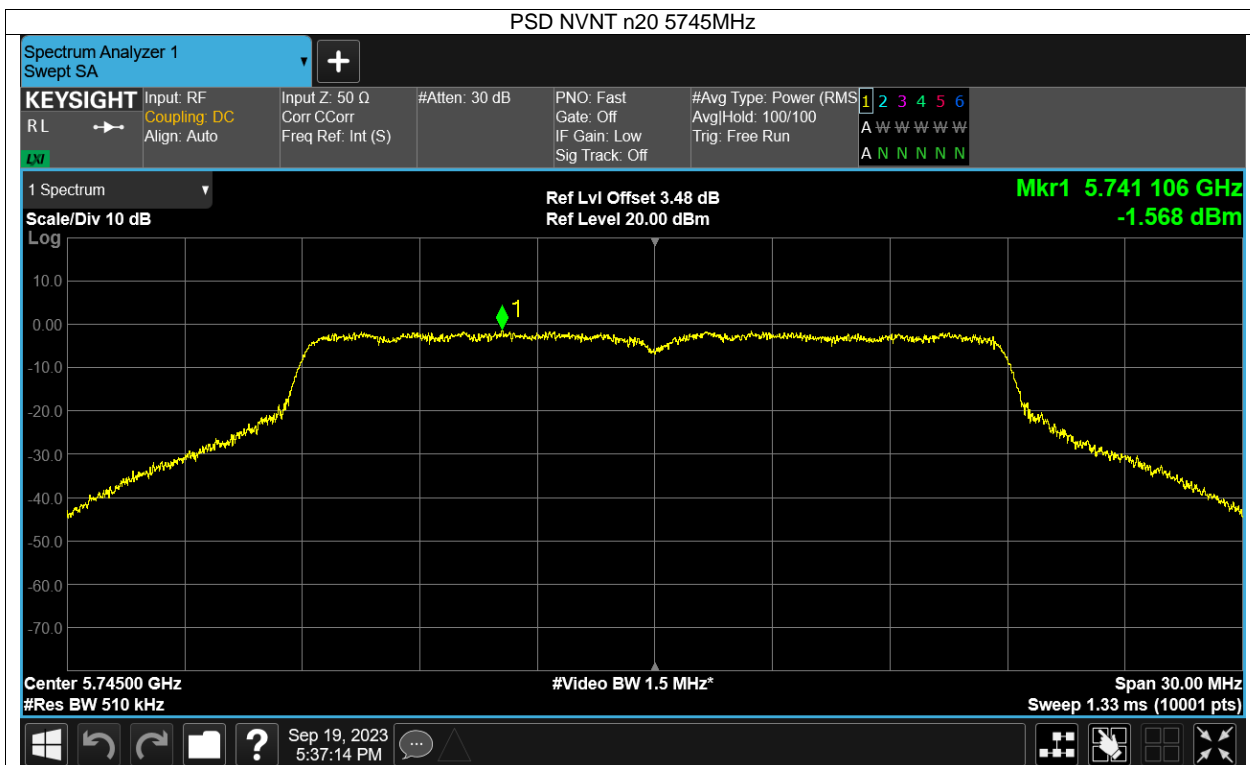 PSD NVNT n20 5745MHz
Spectrum Analyzer 1
Swept SA
+
KEYSIGHT Input: RF Input Z: 50 Ω #Atten: 30 dB PNO: Fast #Avg Type: Power (RMS 1 2 3 4 5 6
RL Coupling: DC Corr CCorr Gate: Off Avg|Hold: 100/100 A W W W W W
Align: Auto Freq Ref: Int (S) IF Gain: Low Trig: Free Run
LXI Sig Track: Off A N N N N N
1 Spectrum Ref Lvl Offset 3.48 dB Mkr1 5.741 106 GHz
Scale/Div 10 dB Ref Level 20.00 dBm -1.568 dBm
Log
10.0
1
0.00
-10.0
-20.0
-30.0
-40.0
-50.0
-60.0
-70.0
Center 5.74500 GHz #Video BW 1.5 MHz* Span 30.00 MHz
#Res BW 510 kHz Sweep 1.33 ms (10001 pts)
? Sep 19, 2023
5:37:14 PM